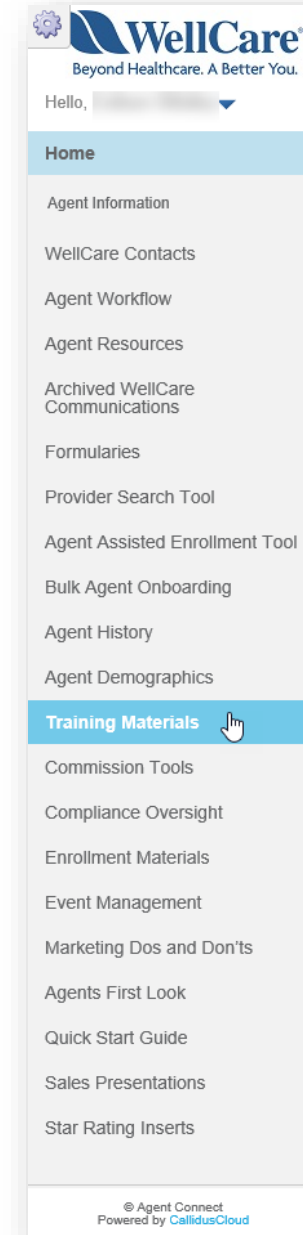 WellCare®
Beyond Healthcare. A Better You.
Hello,
Home
Agent Information
WellCare Contacts
Agent Workflow
Agent Resources
Archived WellCare
Communications
Formularies
Provider Search Tool
Agent Assisted Enrollment Tool
Bulk Agent Onboarding
Agent History
Agent Demographics
Training Materials
Commission Tools
Compliance Oversight
Enrollment Materials
Event Management
Marketing Dos and Don'ts
Agents First Look
Quick Start Guide
Sales Presentations
Star Rating Inserts
© Agent Connect
Powered by CallidusCloud